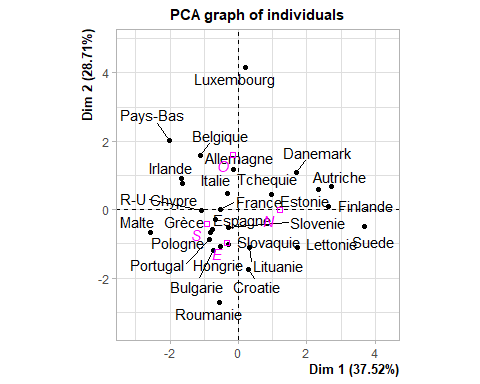 PCA graph of individuals
Dim 2 (28.71%)
4
2
0
-2
Luxembourg
Pays-Bas
Belgique
O
Allemagne
Danemark
Irlande
Italie
Tchequie
Autriche
R-U
Chypre
France
Estonie
Finlande
Malte
Grèce
Espagne
N
Slovenie
S
Pologne
E
Slovaquie
Lettonie
Suede
Portugal
Hongrie
Lituanie
Bulgarie
Croatie
Roumanie
-2
0
2
4
Dim 1 (37.52%)